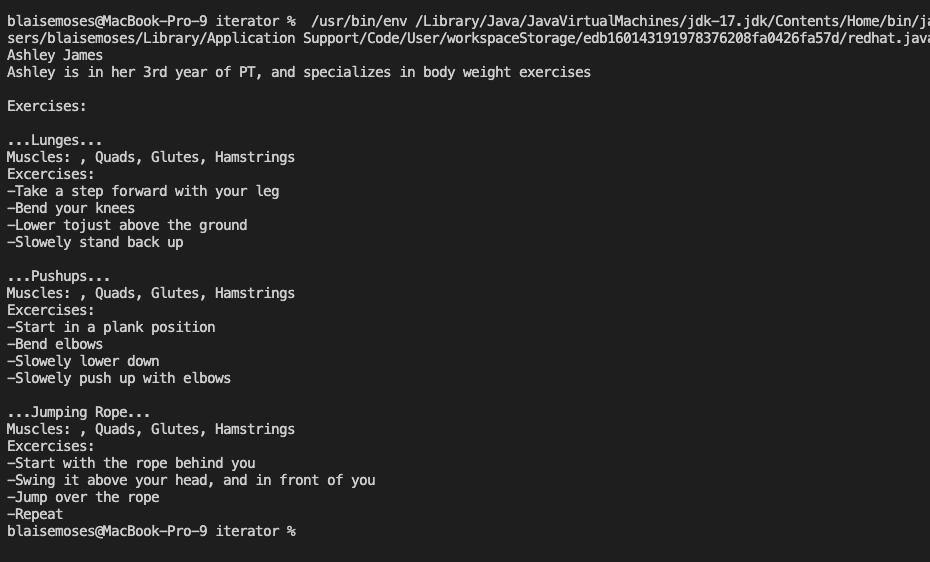 blaisemoses@MacBook-Pro-9 iterator % /usr/bin/env /Library/Java/JavaVirtualMachines/jdk-17.jdk/Contents/Home/bin/ja
sers/blaisemoses/Library/Application Support/Code/User/workspaceStorage/edb160143191978376208fa0426fa57d/redhat.java
Ashley James
Ashley is in her 3rd year of PT, and specializes in body weight exercises
Exercises:
...Lunges...
Muscles: , Quads, Glutes, Hamstrings
Excercises:
-Take a step forward with your leg
-Bend your knees
-Lower tojust above the ground
-Slowely stand back up
...Pushups...
Muscles: , Quads, Glutes, Hamstrings
Excercises:
-Start in a plank position
-Bend elbows
-Slowely lower down
-Slowely push up with elbows
...Jumping Rope...
Muscles: , Quads, Glutes, Hamstrings
Excercises:
-Start with the rope behind you
-Swing it above your head, and in front of you
-Jump over the rope
-Repeat
blaisemoses@MacBook-Pro-9 iterator %